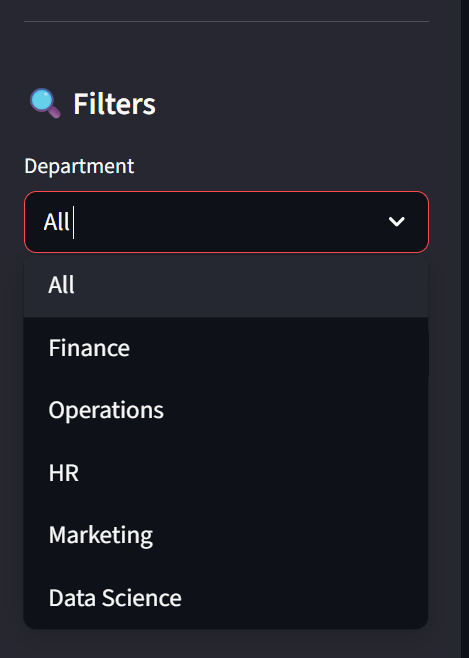 Filters
Department
All
All
Finance
Operations
HR
Marketing
Data Science